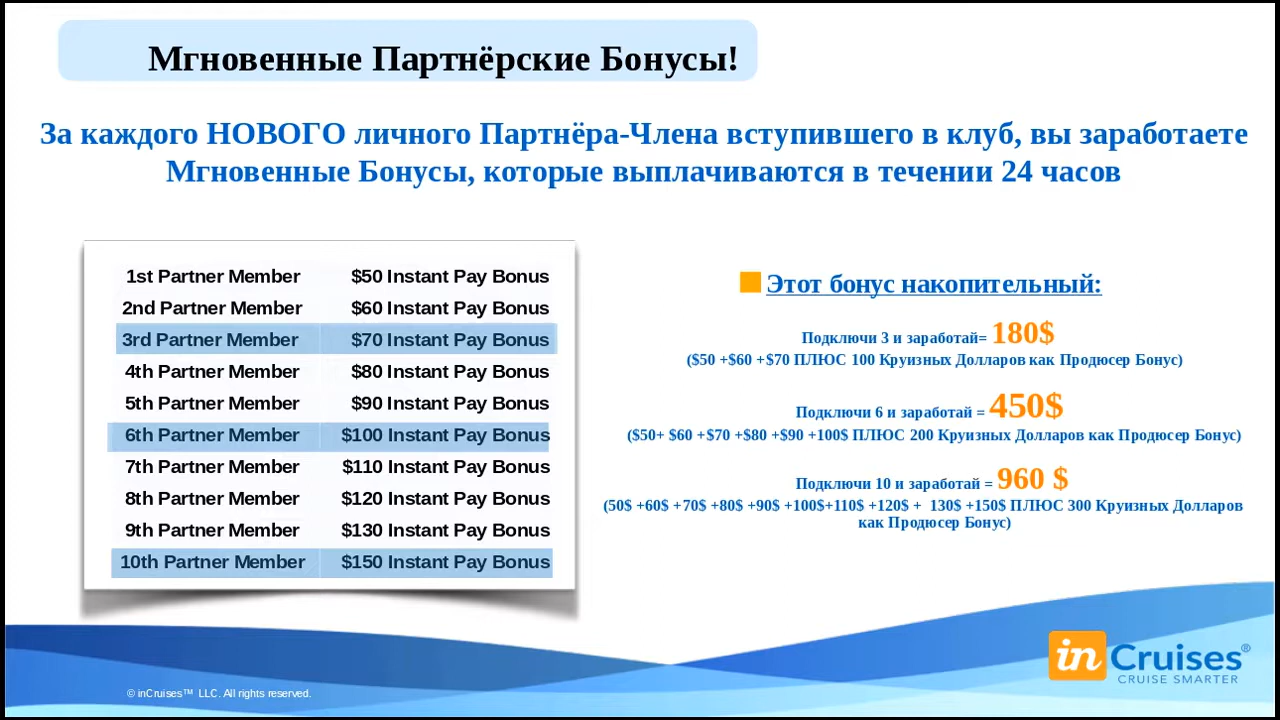 Мгновенные Партнёрские Бонусы!
За каждого НОВОГО личного Партнёра-Члена вступившего в клуб, вы заработаете
Мгновенные Бонусы, которые выплачиваются в течении 24 часов
1st Partner Member $50 Instant Pay Bonus
2nd Partner Member $60 Instant Pay Bonus
3rd Partner Member $70 Instant Pay Bonus
4th Partner Member $80 Instant Pay Bonus
5th Partner Member $90 Instant Pay Bonus
6th Partner Member $100 Instant Pay Bonus
7th Partner Member $110 Instant Pay Bonus
8th Partner Member $120 Instant Pay Bonus
9th Partner Member $130 Instant Pay Bonus
10th Partner Member $150 Instant Pay Bonus
Этот бонус накопительный:
Подключи 3 и заработай= 180$
($50 +$60 +$70 ПЛЮС 100 Круизных Долларов как Продюсер Бонус)
Подключи 6 и заработай = 450$
($50+ $60 +$70 +$80 +$90 +100$ ПЛЮС 200 Круизных Долларов как Продюсер Бонус)
Подключи 10 и заработай = 960 $
(50$ +60$ +70$ +80$ +90$ +100$+110$ +120$ + 130$ +150$ ПЛЮС 300 Круизных Долларов
как Продюсер Бонус)
in Cruises®
CRUISE SMARTER
© inCruises™ LLC. All rights reserved.